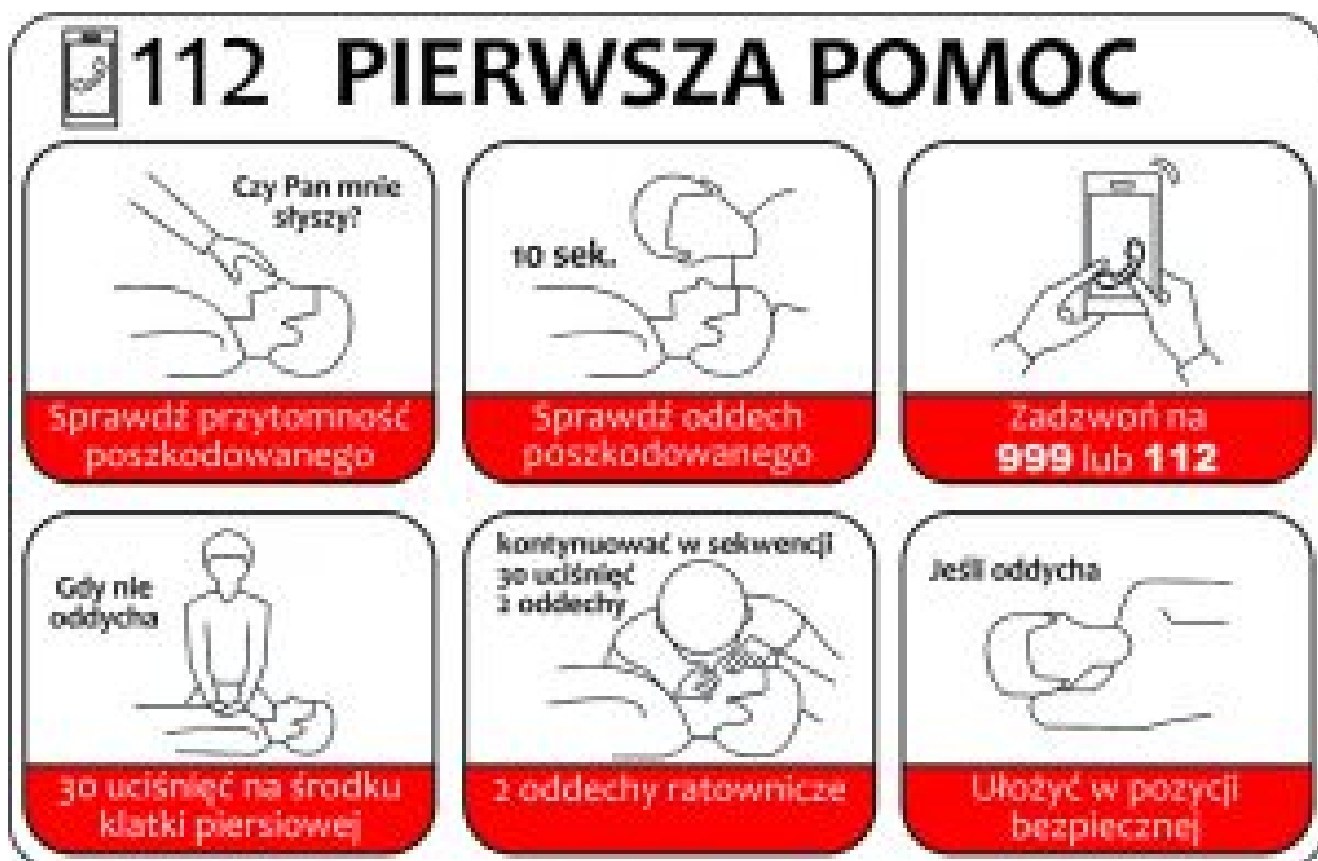 112 PIERWSZA POMOC
Czy Pan mnie
słyszy?
Sprawdź przytomność
poszkodowanego
10 sek.
Sprawdź oddech
poszkodowanego
Zadzwoń na
999 lub 112
Gdy nie
oddycha
30 uciśnięć na środku
klatki piersiowej
kontynuować w sekwencji
30 uciśnięć
2 oddechy
2 oddechy ratownicze
Jeśli oddycha
Ułożyć w pozycji
bezpiecznej